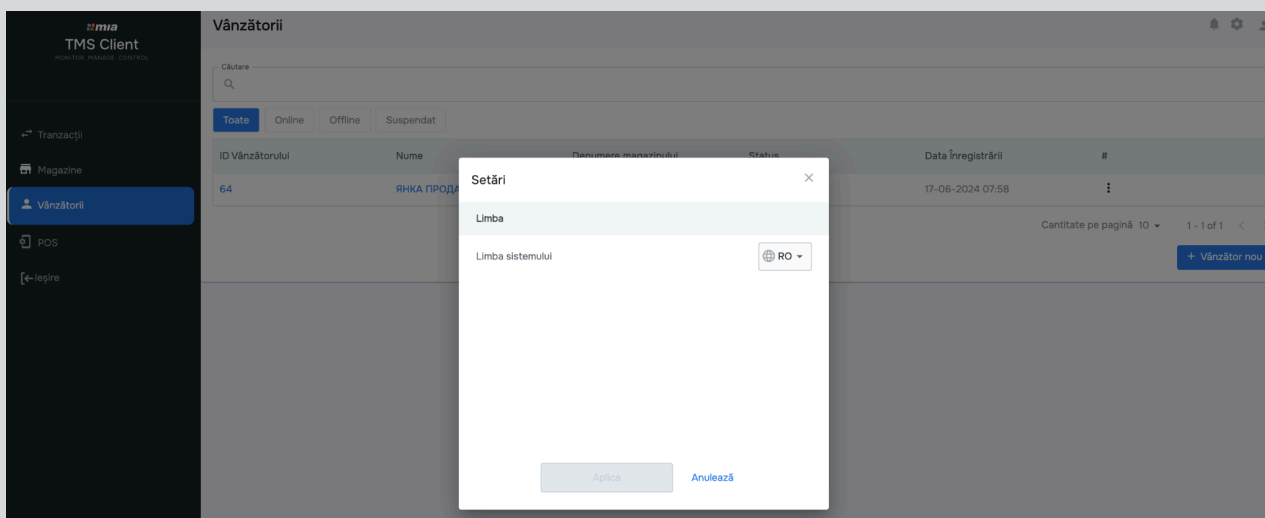 mia
TMS Client
MONITOR MANAGE CONTROL
Tranzacții
Magazine
Vânzătorii
POS
Ieșire
Vânzătorii
Căutare
Toate Online Offline Suspendat
ID Vânzătorului Nume Denumere magazinului Status Data Înregistrării #
64 ЯНКА ПРОДА 17-06-2024 07:58
Cantitate pe pagină 10 1 - 1 of 1
+ Vânzător nou
Setări
Limba
Limba sistemului RO
Aplica Anulează